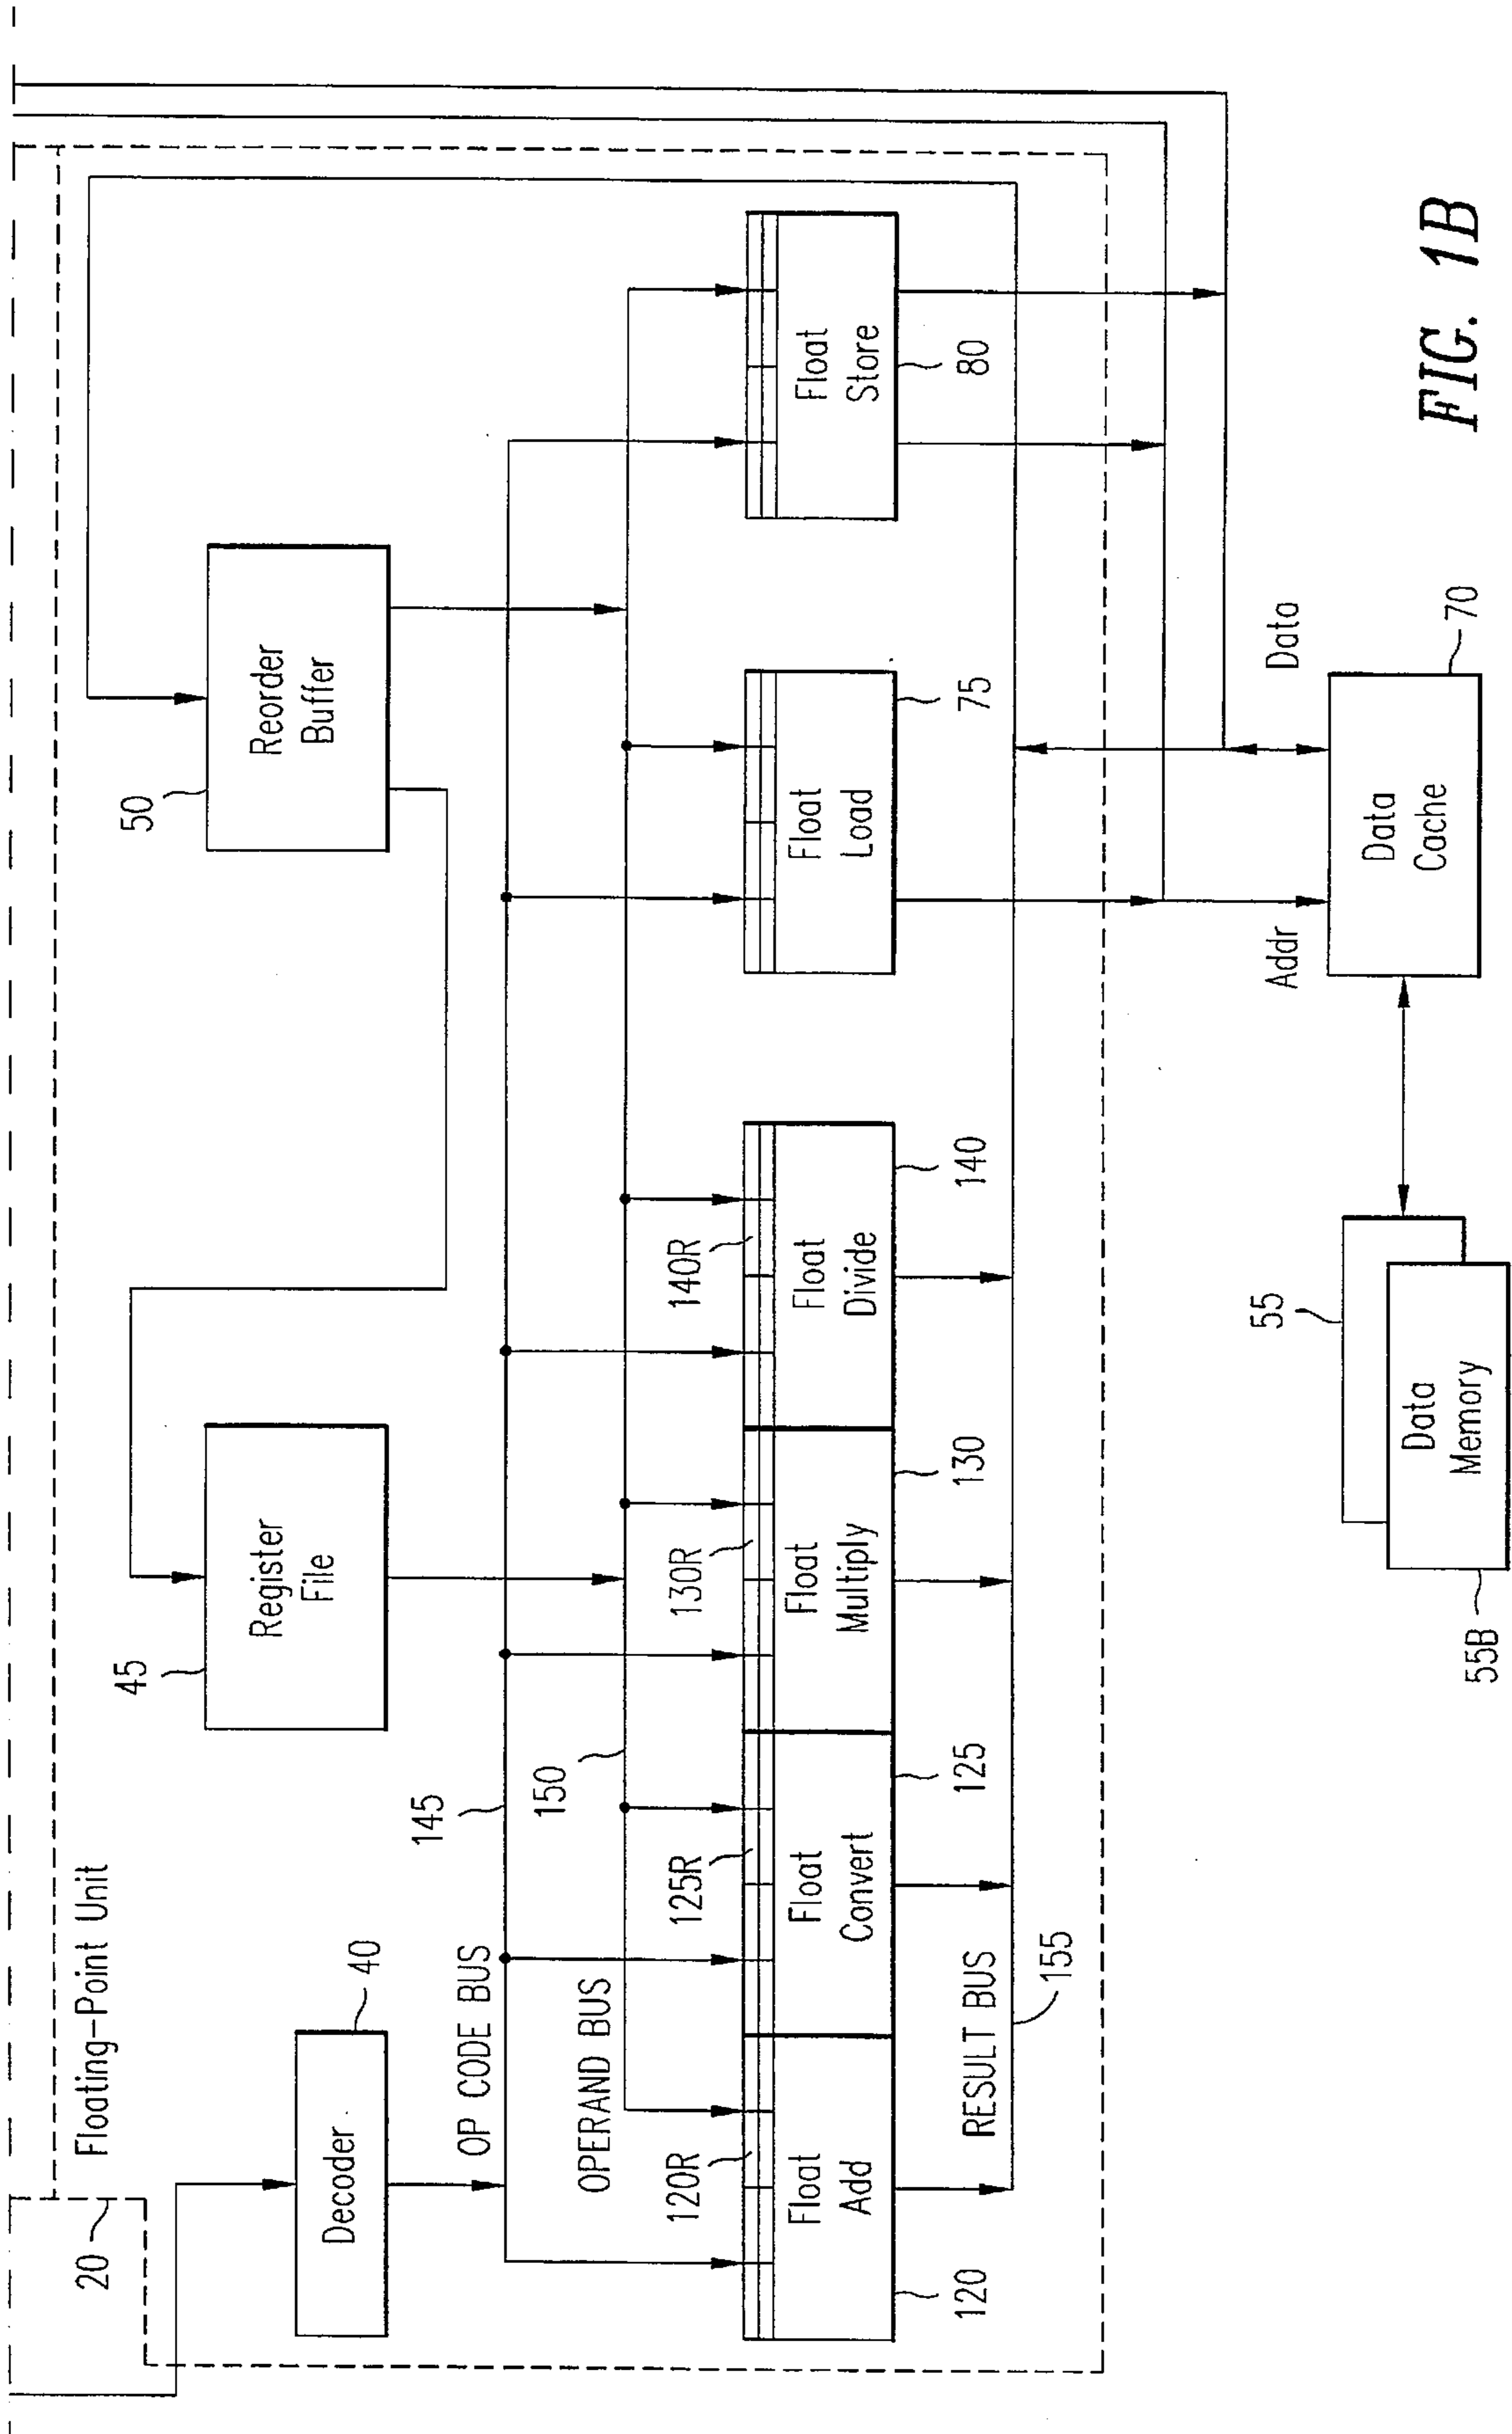 20
Floating-Point Unit
Decoder
40
45
Register
File
50
Reorder
Buffer
OP CODE BUS
145
OPERAND BUS
150
120R
125R
130R
140R
Float
Add
Float
Convert
Float
Multiply
Float
Divide
Float
Load
Float
Store
120
125
130
140
75
80
RESULT BUS
155
Addr
Data
55
Data
Memory
55B
Data
Cache
70
FIG. 1B